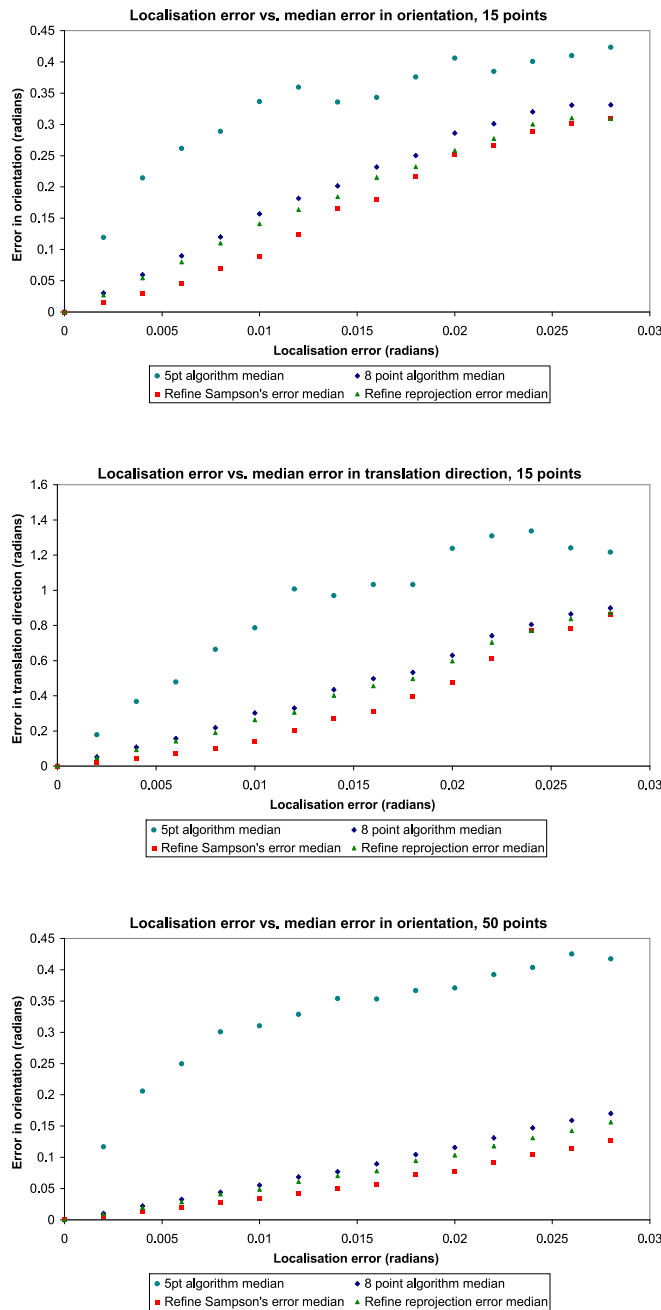 Localisation error vs. median error in orientation, 15 points
0.45
0.4
0.35
0.3
0.25
0.2
0.15
0.1
0.05
0
Error in orientation (radians)
0 0.005 0.01 0.015 0.02 0.025 0.03
Localisation error (radians)
5pt algorithm median 8 point algorithm median
Refine Sampson's error median Refine reprojection error median
Localisation error vs. median error in translation direction, 15 points
1.6
1.4
1.2
1
0.8
0.6
0.4
0.2
0
Error in translation direction (radians)
0 0.005 0.01 0.015 0.02 0.025 0.03
Localisation error (radians)
5pt algorithm median 8 point algorithm median
Refine Sampson's error median Refine reprojection error median
Localisation error vs. median error in orientation, 50 points
0.45
0.4
0.35
0.3
0.25
0.2
0.15
0.1
0.05
0
Error in orientation (radians)
0 0.005 0.01 0.015 0.02 0.025 0.03
Localisation error (radians)
5pt algorithm median 8 point algorithm median
Refine Sampson's error median Refine reprojection error median